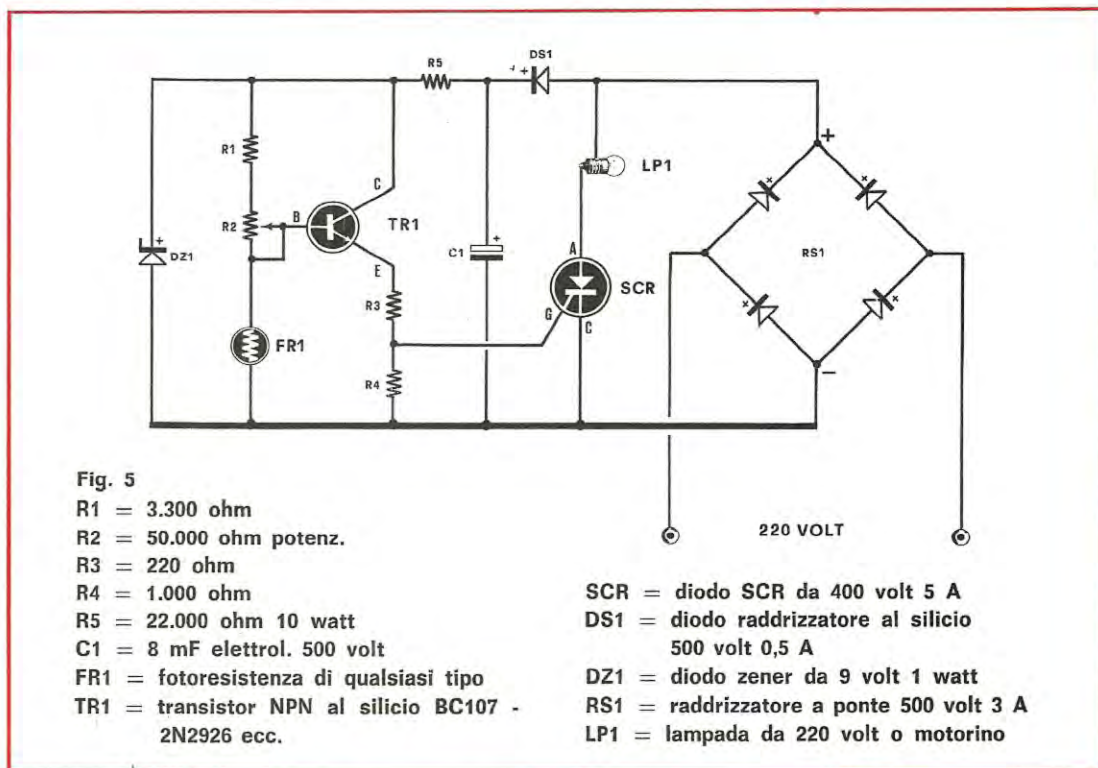 DS1
R5
+
+
R1
LP1
C
R2
B
TR1
+
DZ1
C1
+
RS1
A
E
SCR
R3
G
C
FR1
R4
−
220 VOLT
Fig. 5
R1 = 3.300 ohm
R2 = 50.000 ohm potenz.
R3 = 220 ohm
R4 = 1.000 ohm
R5 = 22.000 ohm 10 watt
C1 = 8 mF elettrol. 500 volt
FR1 = fotoresistenza di qualsiasi tipo
TR1 = transistor NPN al silicio BC107 -
2N2926 ecc.
SCR = diodo SCR da 400 volt 5 A
DS1 = diodo raddrizzatore al silicio
500 volt 0,5 A
DZ1 = diodo zener da 9 volt 1 watt
RS1 = raddrizzatore a ponte 500 volt 3 A
LP1 = lampada da 220 volt o motorino